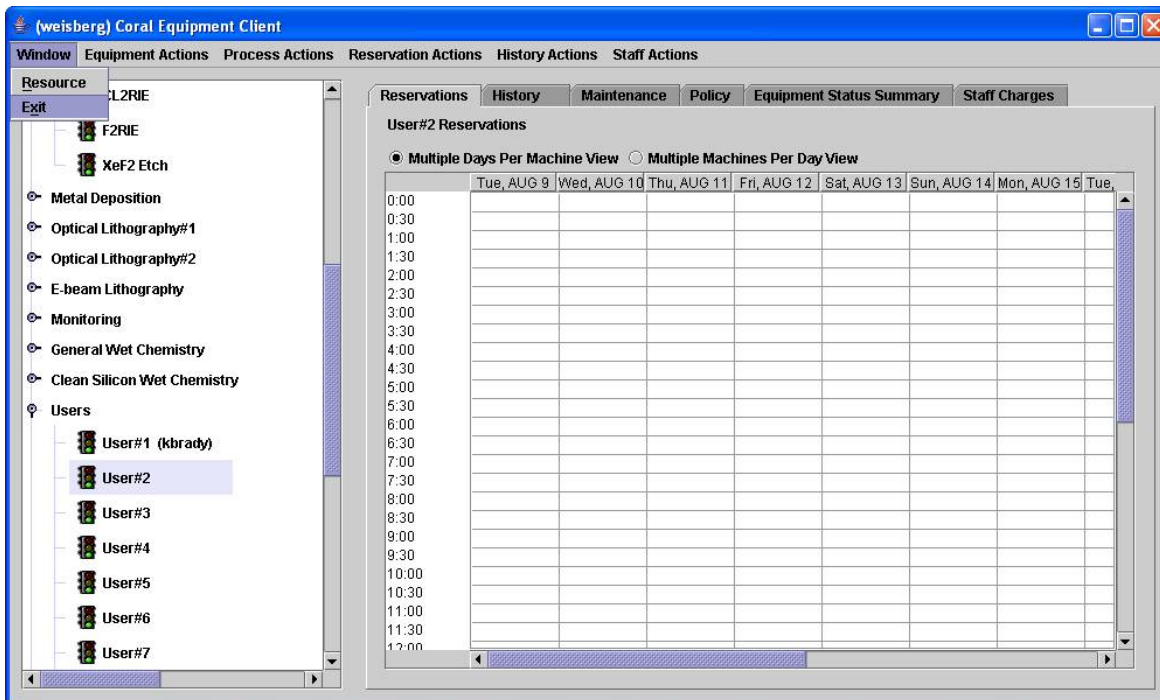 (weisberg) Coral Equipment Client
Window Equipment Actions Process Actions Reservation Actions History Actions Staff Actions
Resource
Exit
L2RIE
F2RIE
XeF2 Etch
Metal Deposition
Optical Lithography#1
Optical Lithography#2
E-beam Lithography
Monitoring
General Wet Chemistry
Clean Silicon Wet Chemistry
Users
User#1 (kbrady)
User#2
User#3
User#4
User#5
User#6
User#7
Reservations History Maintenance Policy Equipment Status Summary Staff Charges
User#2 Reservations
Multiple Days Per Machine View Multiple Machines Per Day View
Tue, AUG 9 Wed, AUG 10 Thu, AUG 11 Fri, AUG 12 Sat, AUG 13 Sun, AUG 14 Mon, AUG 15 Tue,
0:00
0:30
1:00
1:30
2:00
2:30
3:00
3:30
4:00
4:30
5:00
5:30
6:00
6:30
7:00
7:30
8:00
8:30
9:00
9:30
10:00
10:30
11:00
11:30
12:00